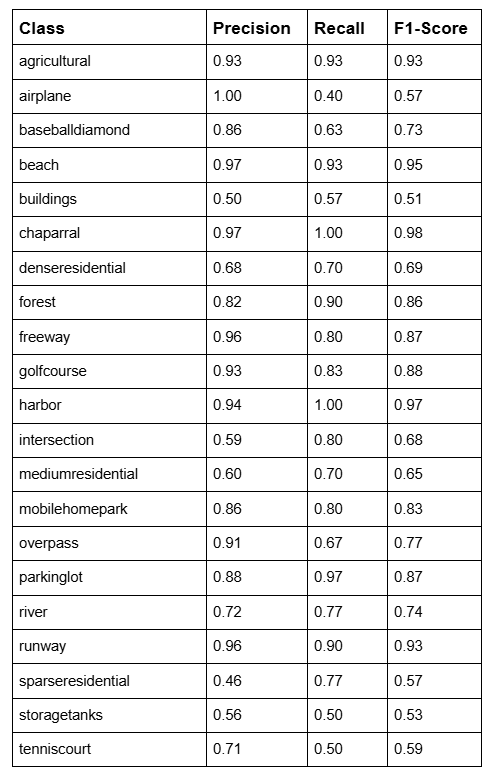 Class Precision Recall F1-Score
agricultural 0.93 0.93 0.93
airplane 1.00 0.40 0.57
baseballdiamond 0.86 0.63 0.73
beach 0.97 0.93 0.95
buildings 0.50 0.57 0.51
chaparral 0.97 1.00 0.98
denseresidential 0.68 0.70 0.69
forest 0.82 0.90 0.86
freeway 0.96 0.80 0.87
golfcourse 0.93 0.83 0.88
harbor 0.94 1.00 0.97
intersection 0.59 0.80 0.68
mediumresidential 0.60 0.70 0.65
mobilehomepark 0.86 0.80 0.83
overpass 0.91 0.67 0.77
parkinglot 0.88 0.97 0.87
river 0.72 0.77 0.74
runway 0.96 0.90 0.93
sparseresidential 0.46 0.77 0.57
storagetanks 0.56 0.50 0.53
tenniscourt 0.71 0.50 0.59